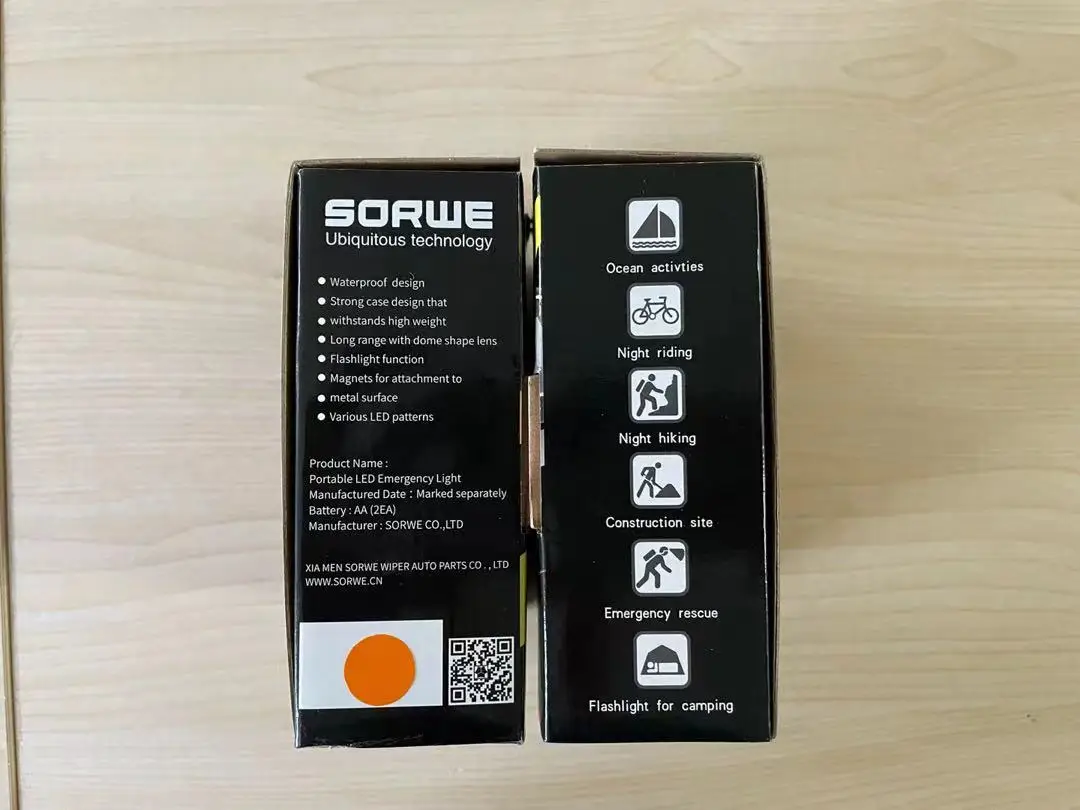 SORWE
Ubiquitous technology
● Waterproof design
● Strong case design that
● withstands high weight
● Long range with dome shape lens
● Flashlight function
● Magnets for attachment to
● metal surface
● Various LED patterns
Product Name :
Portable LED Emergency Light
Manufactured Date : Marked separately
Battery : AA (2EA)
Manufacturer : SORWE CO.,LTD
XIA MEN SORWE WIPER AUTO PARTS CO . , LTD
WWW.SORWE.CN
Ocean activties
Night riding
Night hiking
Construction site
Emergency rescue
Flashlight for camping